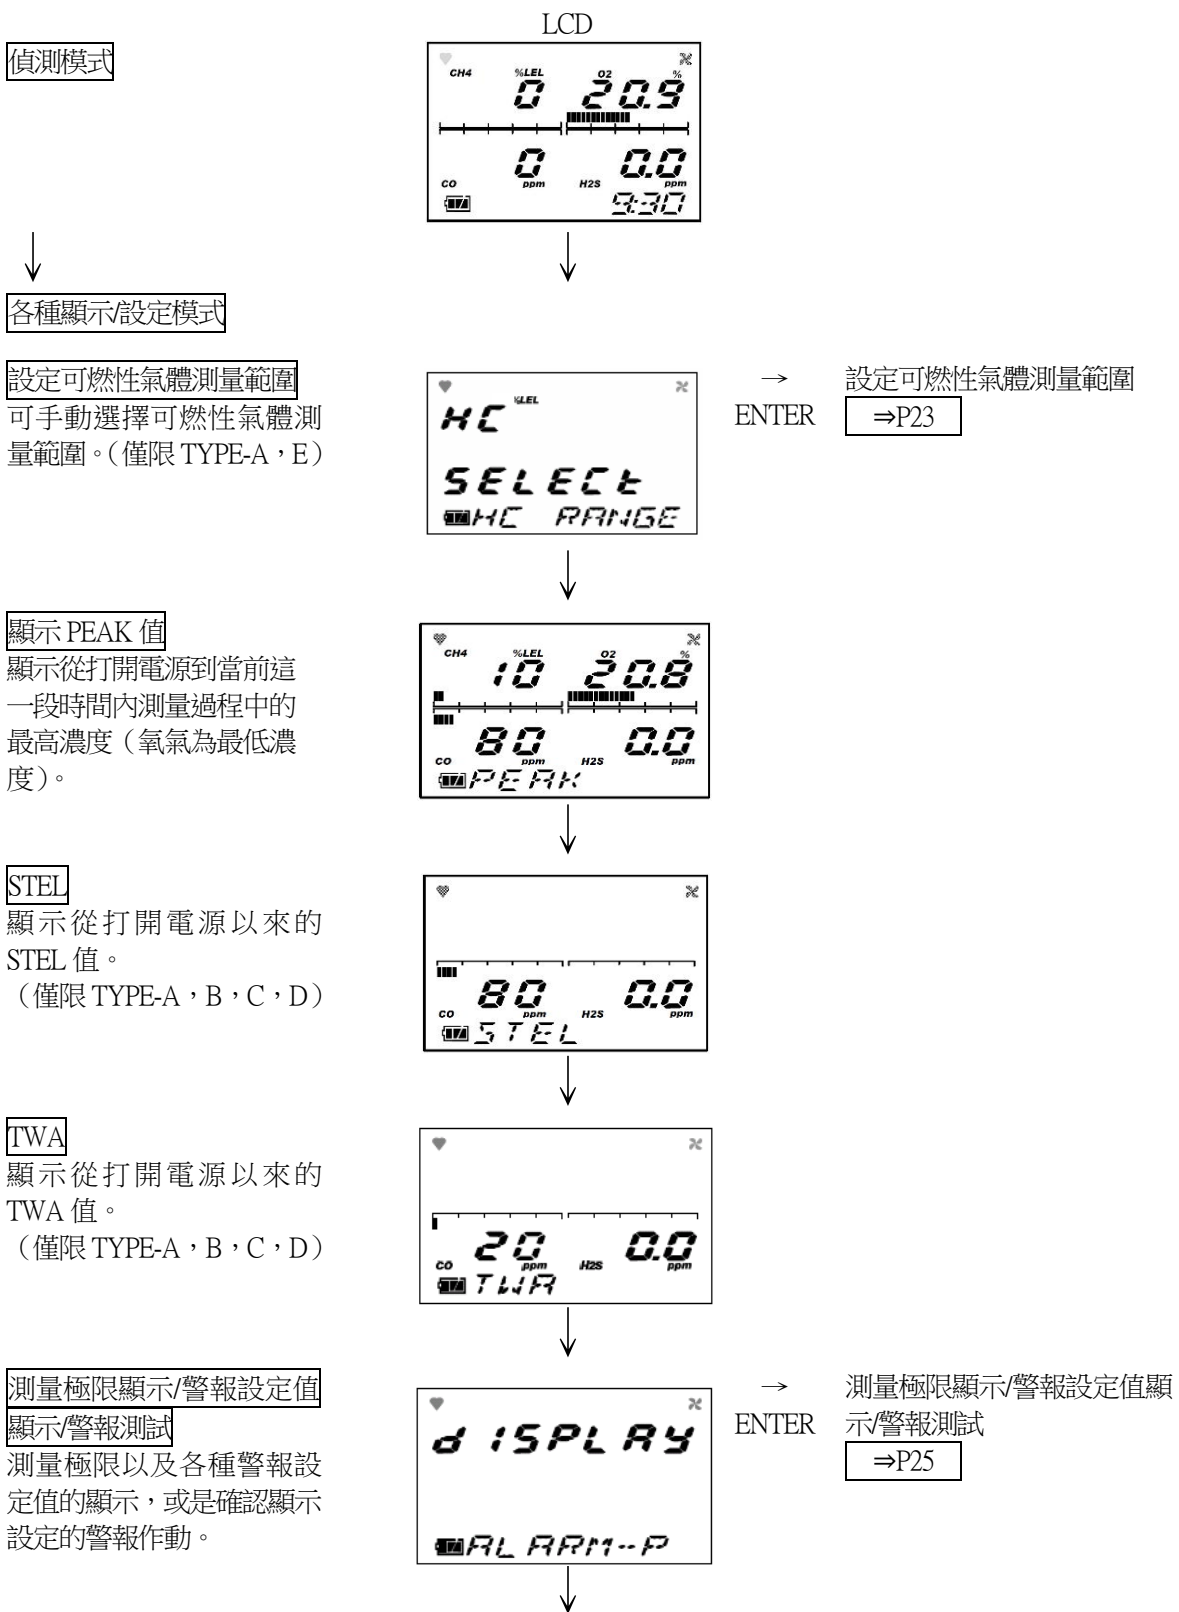 LCD
偵測模式
CH4 %LEL O2 %
0 20.9
0 0.0
CO ppm H2S ppm
9:30
各種顯示/設定模式
設定可燃性氣體測量範圍
可手動選擇可燃性氣體測
量範圍。（僅限 TYPE-A，E）
%LEL
HC
SELECt
HC RANGE
→ 設定可燃性氣體測量範圍
ENTER ⇒P23
顯示 PEAK 值
顯示從打開電源到當前這
一段時間內測量過程中的
最高濃度（氧氣為最低濃
度）。
CH4 %LEL O2 %
10 20.8
80 0.0
CO ppm H2S ppm
PEAK
STEL
顯示從打開電源以來的
STEL 值。
（僅限 TYPE-A，B，C，D）
80 0.0
CO ppm H2S ppm
STEL
TWA
顯示從打開電源以來的
TWA 值。
（僅限 TYPE-A，B，C，D）
20 0.0
CO ppm H2S ppm
TWA
測量極限顯示/警報設定值
顯示/警報測試
測量極限以及各種警報設
定值的顯示，或是確認顯示
設定的警報作動。
diSPLAY
ALARM--P
→ 測量極限顯示/警報設定值顯
ENTER 示/警報測試
⇒P25